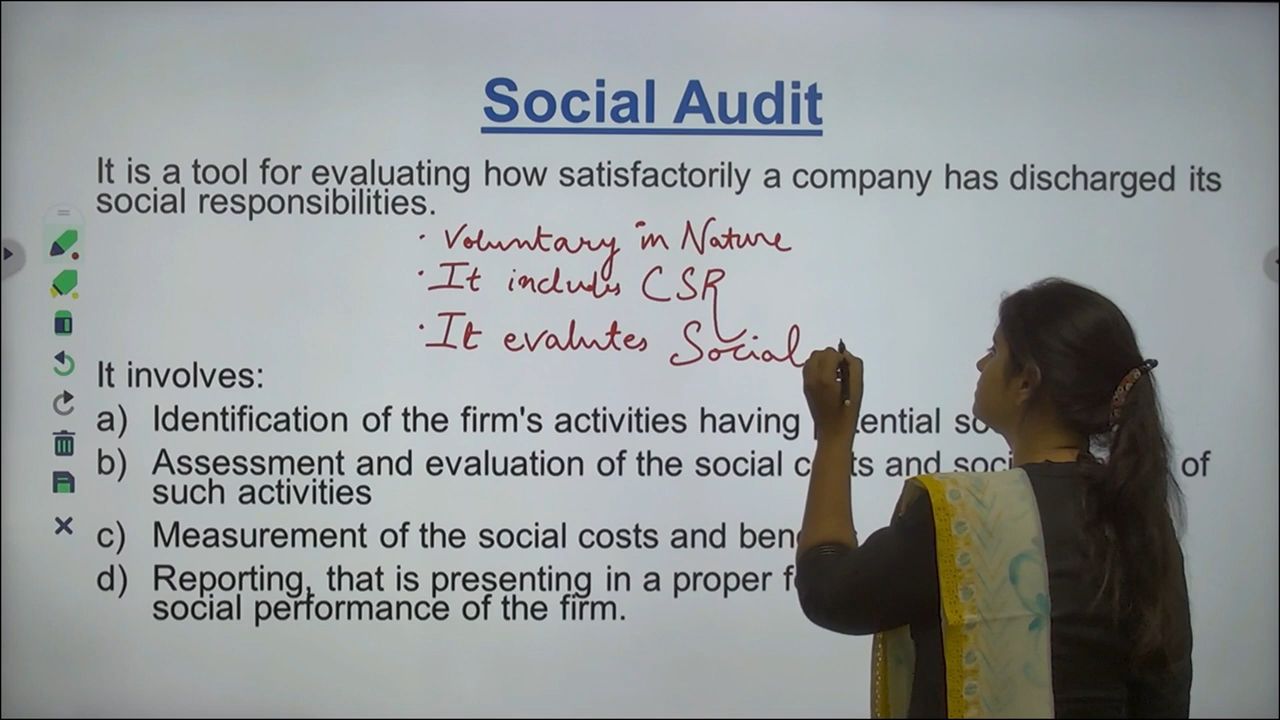 Social Audit
It is a tool for evaluating how satisfactorily a company has discharged its
social responsibilities.
· Voluntary in Nature
· It includes CSR
· It evalutes Social
It involves:
a) Identification of the firm's activities having
b) Assessment and evaluation of the social and of
such activities
c) Measurement of the social costs and
d) Reporting, that is presenting in a proper
social performance of the firm.